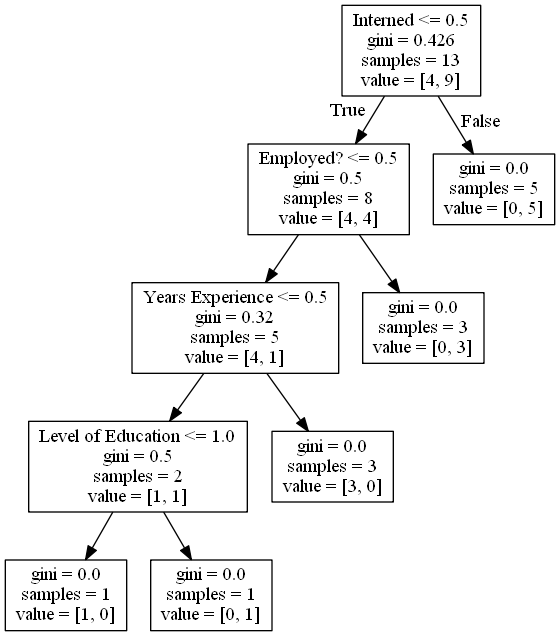 Interned <= 0.5
gini = 0.426
samples = 13
value = [4, 9]
True
False
Employed? <= 0.5
gini = 0.5
samples = 8
value = [4, 4]
gini = 0.0
samples = 5
value = [0, 5]
Years Experience <= 0.5
gini = 0.32
samples = 5
value = [4, 1]
gini = 0.0
samples = 3
value = [0, 3]
Level of Education <= 1.0
gini = 0.5
samples = 2
value = [1, 1]
gini = 0.0
samples = 3
value = [3, 0]
gini = 0.0
samples = 1
value = [1, 0]
gini = 0.0
samples = 1
value = [0, 1]